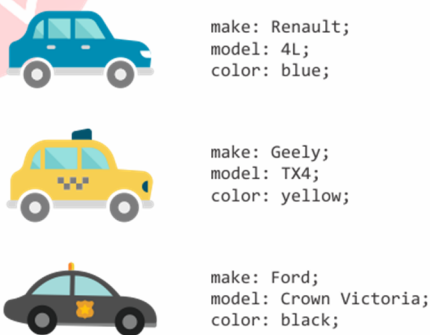 make: Renault;
model: 4L;
color: blue;
make: Geely;
model: TX4;
color: yellow;
make: Ford;
model: Crown Victoria;
color: black;